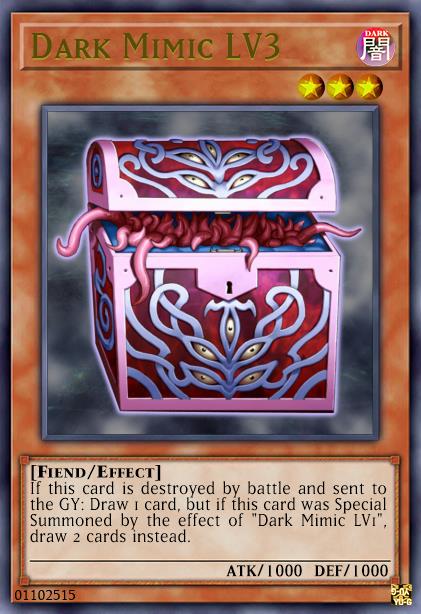 Dark Mimic LV3
DARK
闇
[Fiend/Effect]
If this card is destroyed by battle and sent to
the GY: Draw 1 card, but if this card was Special
Summoned by the effect of "Dark Mimic LV1",
draw 2 cards instead.
ATK/1000 DEF/1000
01102515